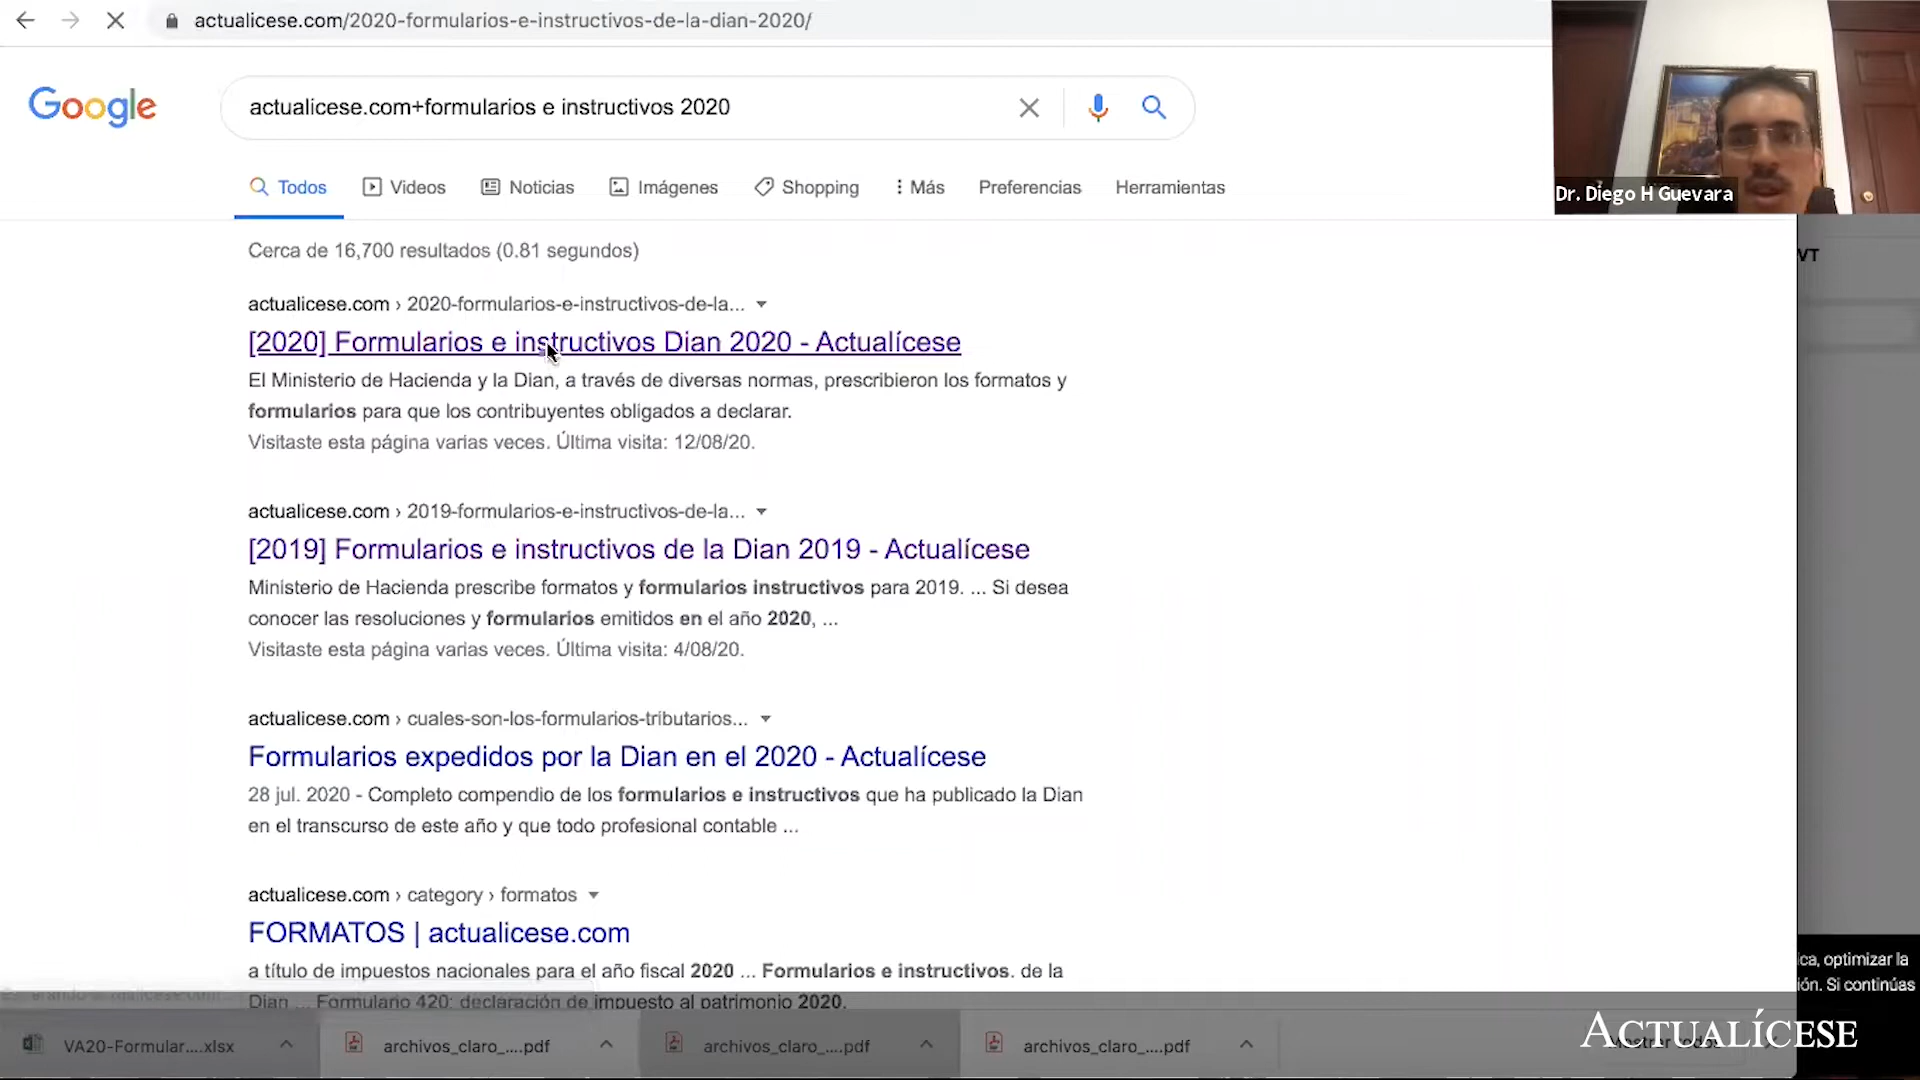 actualicese.com/2020-formularios-e-instructivos-de-la-dian-2020/
Google
actualicese.com+formularios e instructivos 2020
Todos
Videos
Noticias
Imágenes
Shopping
Más
Preferencias
Herramientas
Dr. Diego H Guevara
VT
Cerca de 16,700 resultados (0.81 segundos)
actualicese.com › 2020-formularios-e-instructivos-de-la...
[2020] Formularios e instructivos Dian 2020 - Actualícese
El Ministerio de Hacienda y la Dian, a través de diversas normas, prescribieron los formatos y
formularios para que los contribuyentes obligados a declarar.
Visitaste esta página varias veces. Última visita: 12/08/20.
actualicese.com › 2019-formularios-e-instructivos-de-la...
[2019] Formularios e instructivos de la Dian 2019 - Actualícese
Ministerio de Hacienda prescribe formatos y formularios instructivos para 2019. ... Si desea
conocer las resoluciones y formularios emitidos en el año 2020, ...
Visitaste esta página varias veces. Última visita: 4/08/20.
actualicese.com › cuales-son-los-formularios-tributarios...
Formularios expedidos por la Dian en el 2020 - Actualícese
28 jul. 2020 - Completo compendio de los formularios e instructivos que ha publicado la Dian
en el transcurso de este año y que todo profesional contable ...
actualicese.com › category › formatos
FORMATOS | actualicese.com
a título de impuestos nacionales para el año fiscal 2020 ... Formularios e instructivos. de la
Dian ... Formulario 420: declaración de impuesto al patrimonio 2020.
ica, optimizar la
ión. Si continúas
VA20-Formular....xlsx
archivos_claro_....pdf
archivos_claro_....pdf
archivos_claro_....pdf
ACTUALÍCESE